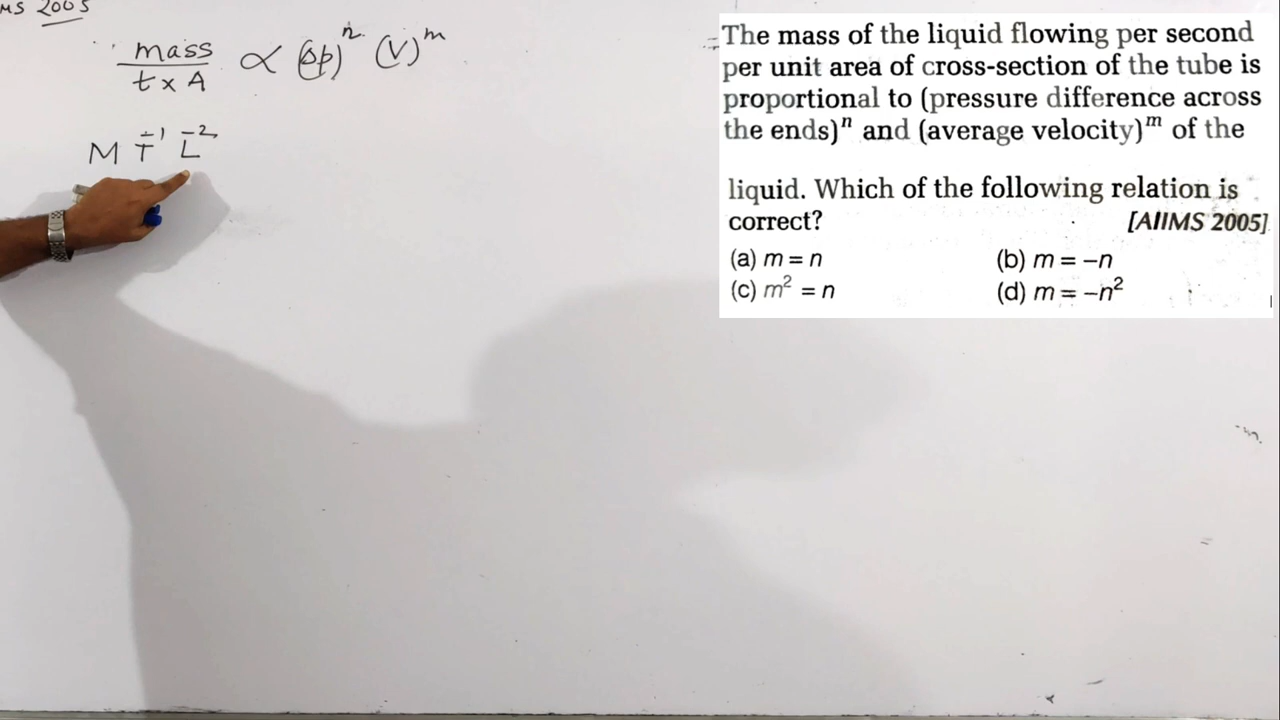 MS 2005
mass / t x A ∝ (Δp)^n (V)^m
M T^-1 L^-2
The mass of the liquid flowing per second
per unit area of cross-section of the tube is
proportional to (pressure difference across
the ends)^n and (average velocity)^m of the
liquid. Which of the following relation is
correct? [AIIMS 2005]
(a) m = n (b) m = −n
(c) m² = n (d) m = −n²